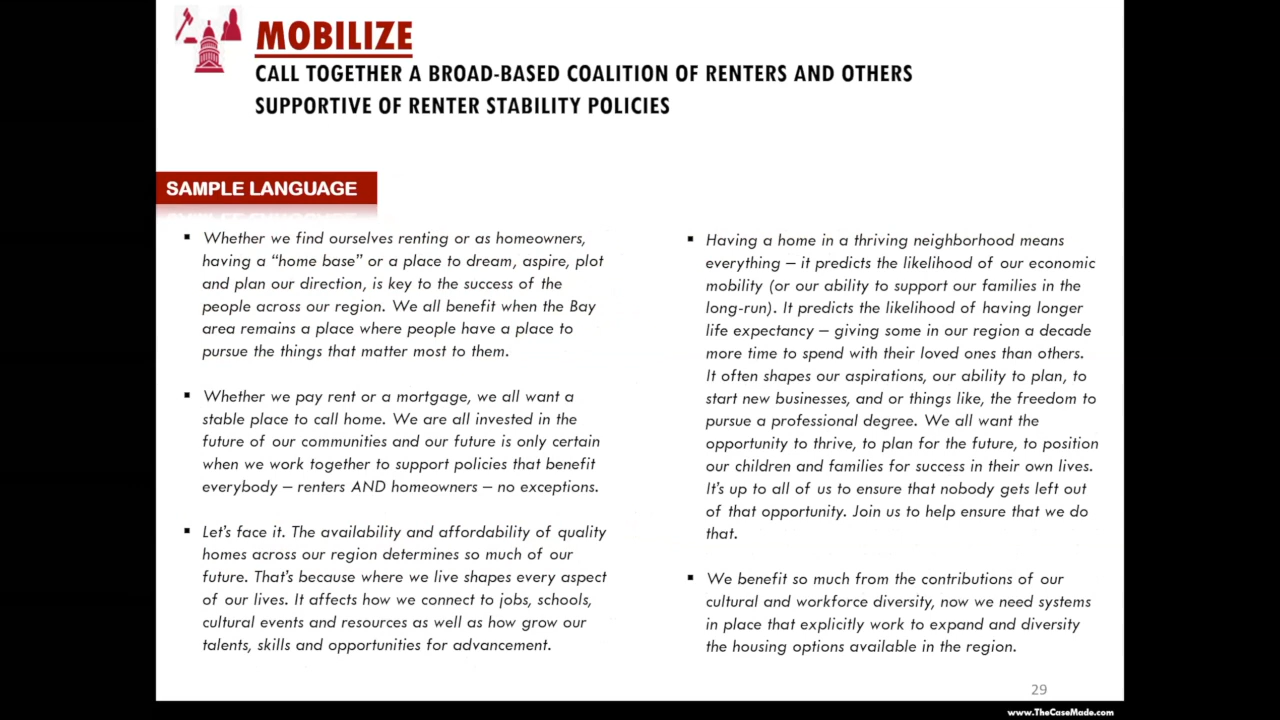 MOBILIZE
CALL TOGETHER A BROAD-BASED COALITION OF RENTERS AND OTHERS
SUPPORTIVE OF RENTER STABILITY POLICIES
SAMPLE LANGUAGE
▪ Whether we find ourselves renting or as homeowners,
having a “home base” or a place to dream, aspire, plot
and plan our direction, is key to the success of the
people across our region. We all benefit when the Bay
area remains a place where people have a place to
pursue the things that matter most to them.
▪ Whether we pay rent or a mortgage, we all want a
stable place to call home. We are all invested in the
future of our communities and our future is only certain
when we work together to support policies that benefit
everybody – renters AND homeowners – no exceptions.
▪ Let’s face it. The availability and affordability of quality
homes across our region determines so much of our
future. That’s because where we live shapes every aspect
of our lives. It affects how we connect to jobs, schools,
cultural events and resources as well as how grow our
talents, skills and opportunities for advancement.
▪ Having a home in a thriving neighborhood means
everything – it predicts the likelihood of our economic
mobility (or our ability to support our families in the
long-run). It predicts the likelihood of having longer
life expectancy – giving some in our region a decade
more time to spend with their loved ones than others.
It often shapes our aspirations, our ability to plan, to
start new businesses, and or things like, the freedom to
pursue a professional degree. We all want the
opportunity to thrive, to plan for the future, to position
our children and families for success in their own lives.
It’s up to all of us to ensure that nobody gets left out
of that opportunity. Join us to help ensure that we do
that.
▪ We benefit so much from the contributions of our
cultural and workforce diversity, now we need systems
in place that explicitly work to expand and diversity
the housing options available in the region.
29
www.TheCaseMade.com